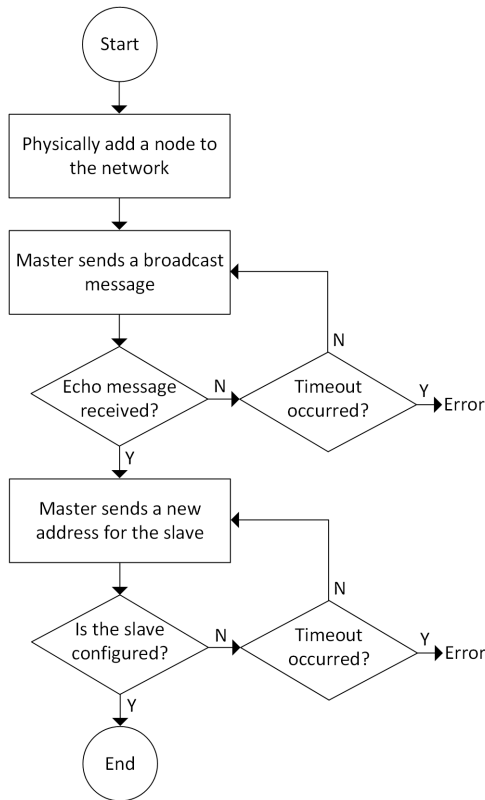 Start
Physically add a node to
the network
Master sends a broadcast
message
N
Echo message
received?
N
Timeout
occurred?
Y
Error
Y
Master sends a new
address for the slave
N
Is the slave
configured?
N
Timeout
occurred?
Y
Error
Y
End